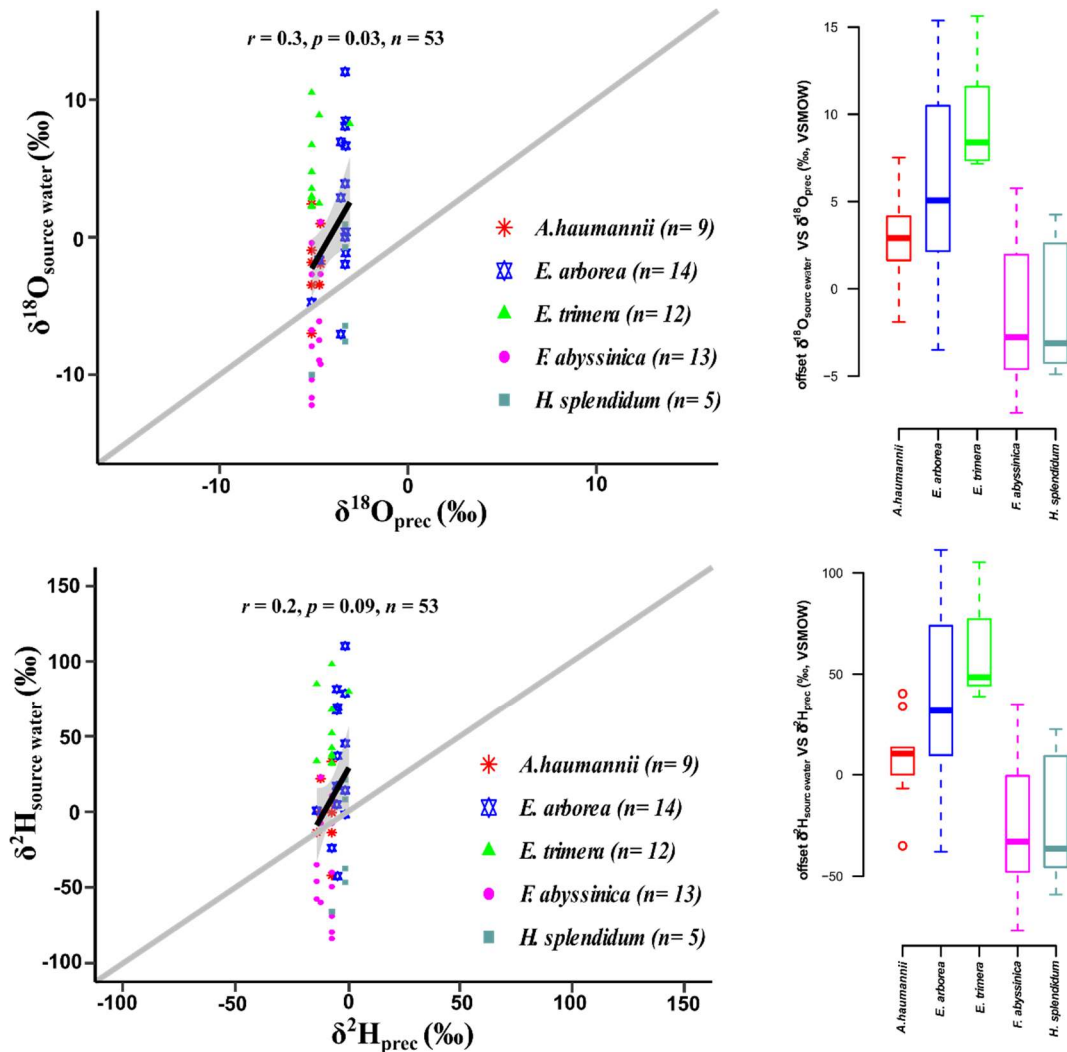 r = 0.3, p = 0.03, n = 53
10
0
-10
δ¹⁸Osource water (‰)
A.haumannii (n= 9)
E. arborea (n= 14)
E. trimera (n= 12)
F. abyssinica (n= 13)
H. splendidum (n= 5)
-10
0
10
δ¹⁸Oprec (‰)
15
10
5
0
−5
offset δ¹⁸Osourc ewater VS δ¹⁸Oprec (‰, VSMOW)
A.haumannii
E. arborea
E. trimera
F. abyssinica
H. splendidum
r = 0.2, p = 0.09, n = 53
150
100
50
0
-50
-100
δ²Hsource water (‰)
A.haumannii (n= 9)
E. arborea (n= 14)
E. trimera (n= 12)
F. abyssinica (n= 13)
H. splendidum (n= 5)
-100
-50
0
50
100
150
δ²Hprec (‰)
100
50
0
−50
offset δ²Hsourc ewater VS δ²Hprec (‰, VSMOW)
A.haumannii
E. arborea
E. trimera
F. abyssinica
H. splendidum